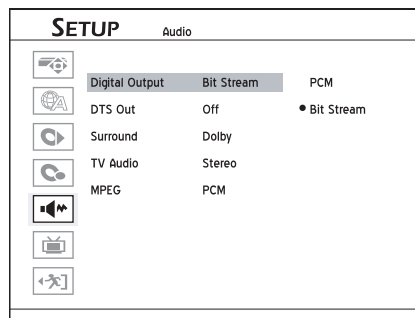 SETUP Audio
Digital Output Bit Stream PCM
DTS Out Off Bit Stream
Surround Dolby
TV Audio Stereo
MPEG PCM